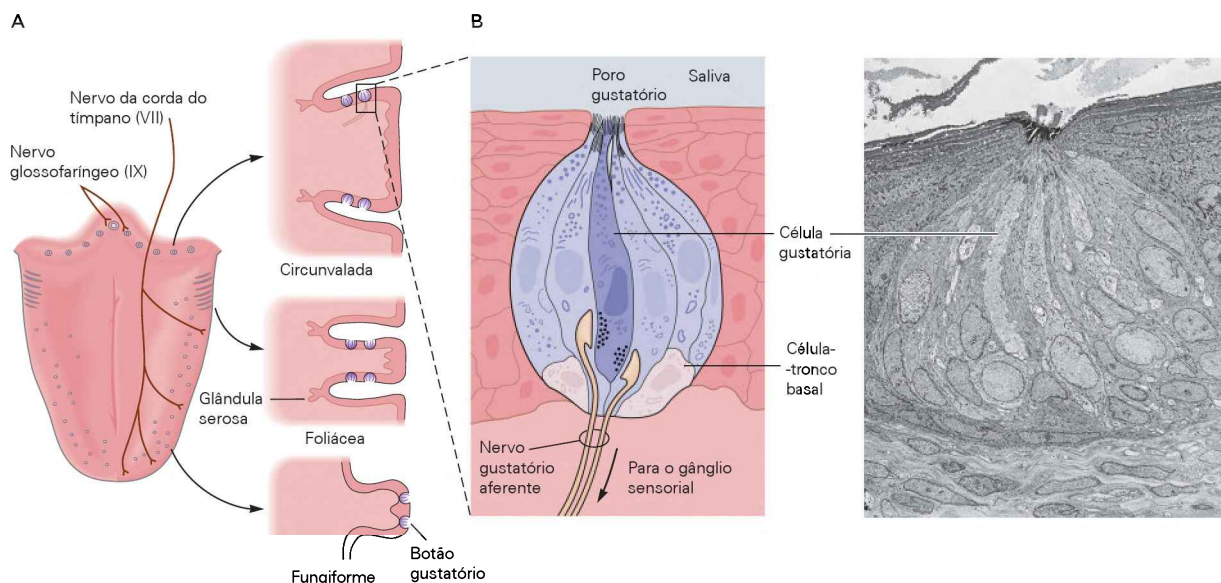 A
Nervo da corda do
tímpano (VII)
Nervo
glossofaríngeo (IX)
Circunvalada
Glândula
serosa
Foliácea
Fungiforme
Botão
gustatório
B
Poro
gustatório
Saliva
Célula
gustatória
Célula-
-tronco
basal
Nervo
gustatório
aferente
Para o gânglio
sensorial